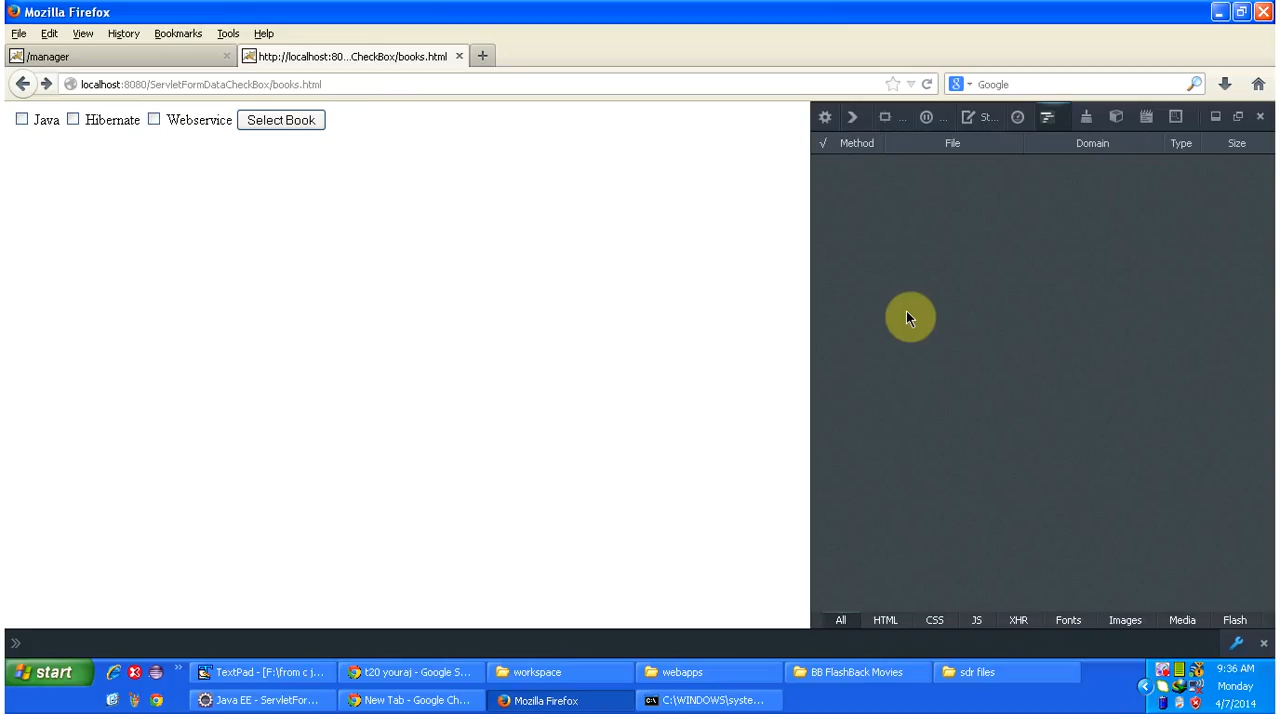 Mozilla Firefox
File Edit View History Bookmarks Tools Help
/manager × http://localhost:80...CheckBox/books.html × +
localhost:8080/ServletFormDataCheckBox/books.html Google
Java Hibernate Webservice Select Book
... ... St...
√ Method File Domain Type Size
All HTML CSS JS XHR Fonts Images Media Flash
start TextPad - [F:\from c j... t20 youraj - Google S... workspace webapps BB FlashBack Movies sdr files 9:36 AM
Monday
Java EE - ServletFor... New Tab - Google Ch... Mozilla Firefox C:\WINDOWS\syste... 4/7/2014